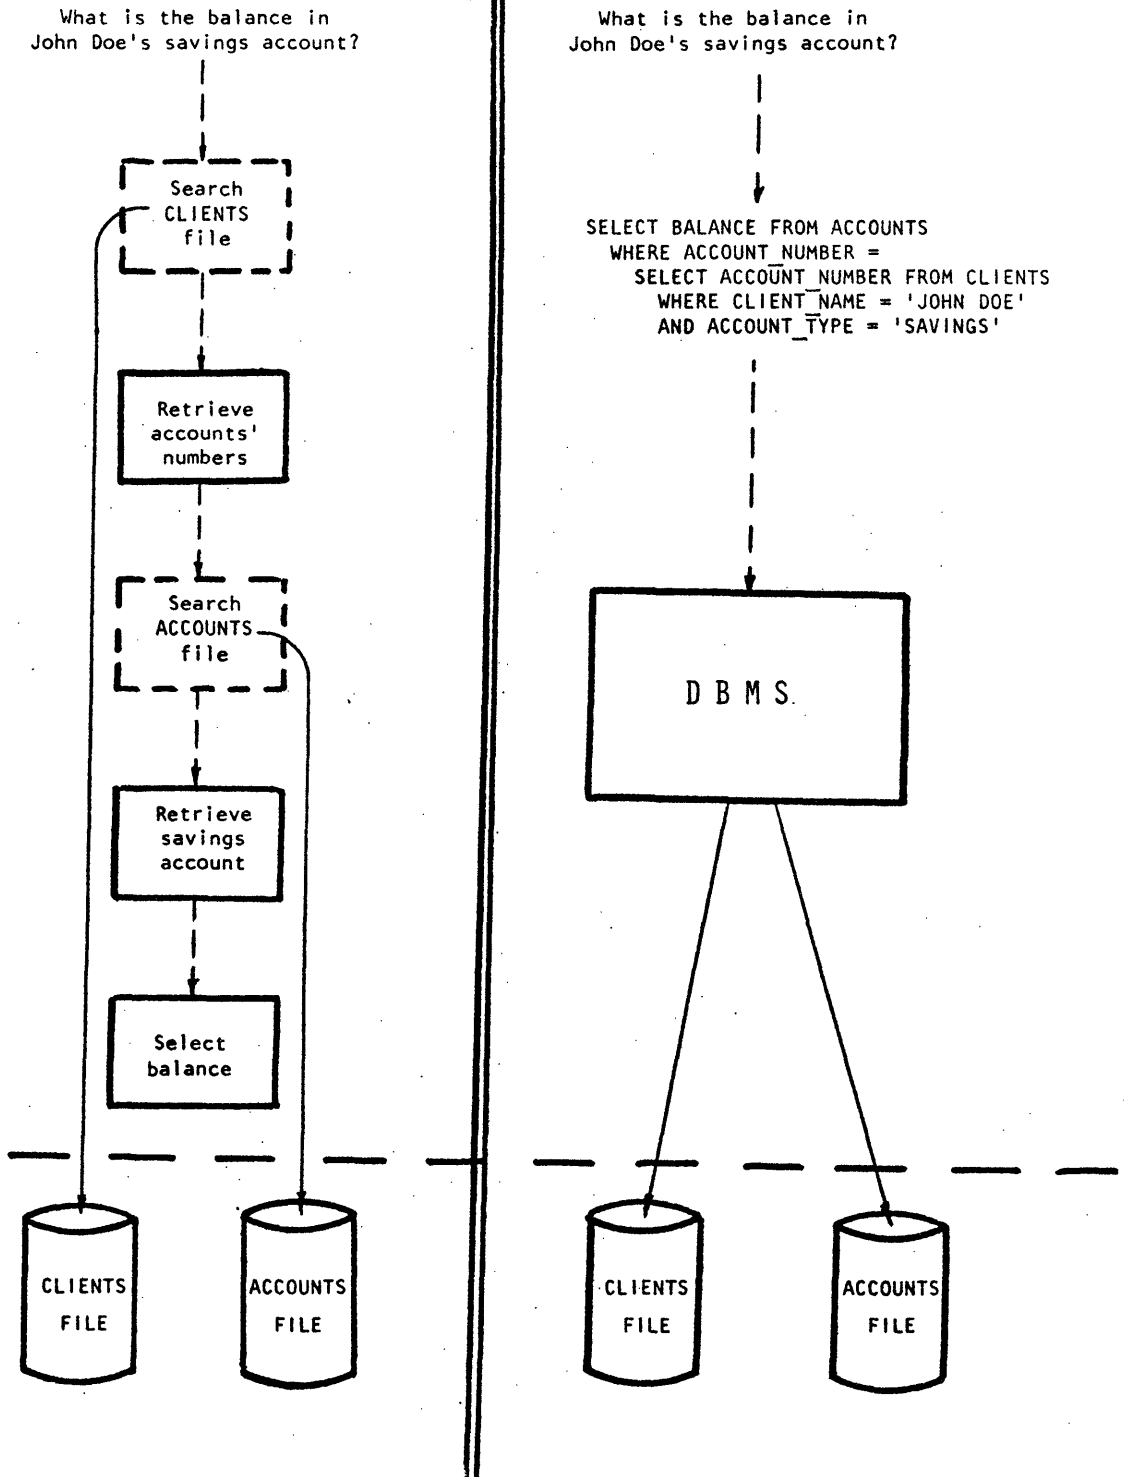 What is the balance in
John Doe's savings account?
Search
CLIENTS
file
Retrieve
accounts'
numbers
Search
ACCOUNTS
file
Retrieve
savings
account
Select
balance
CLIENTS
FILE
ACCOUNTS
FILE
What is the balance in
John Doe's savings account?
SELECT BALANCE FROM ACCOUNTS
WHERE ACCOUNT_NUMBER =
SELECT ACCOUNT_NUMBER FROM CLIENTS
WHERE CLIENT_NAME = 'JOHN DOE'
AND ACCOUNT_TYPE = 'SAVINGS'
D B M S
CLIENTS
FILE
ACCOUNTS
FILE